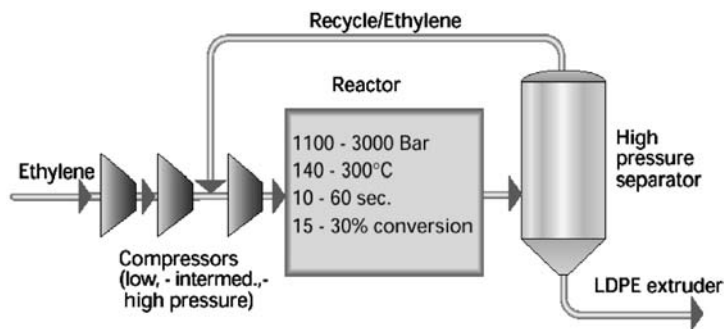 Recycle/Ethylene
Reactor
1100 - 3000 Bar
140 - 300°C
10 - 60 sec.
15 - 30% conversion
Ethylene
Compressors
(low, - intermed.,-
high pressure)
High
pressure
separator
LDPE extruder